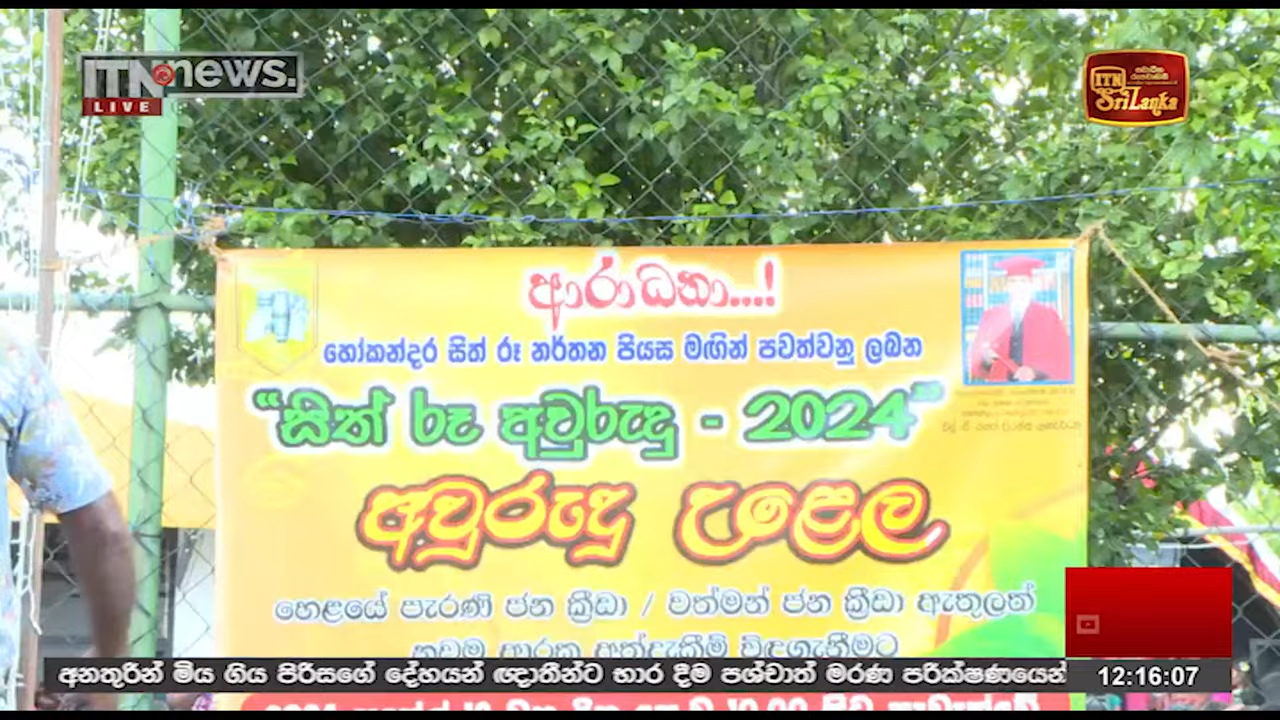 ITN news.
LIVE
ITN
Sri Lanka
ආරාධනා...!
හෝකන්දර සිත් රූ නර්තන පියස මඟින් පවත්වනු ලබන
“සිත් රූ අවුරුදු - 2024”
අවුරුදු උළෙල
හෙළයේ පැරණි ජන ක්‍රීඩා / වත්මන් ජන ක්‍රීඩා ඇතුලත්
අනතුරින් මිය ගිය පිරිසගේ දේහයන් ඥාතීන්ට භාර දීම පශ්චාත් මරණ පරික්ෂණයෙන්
12:16:07